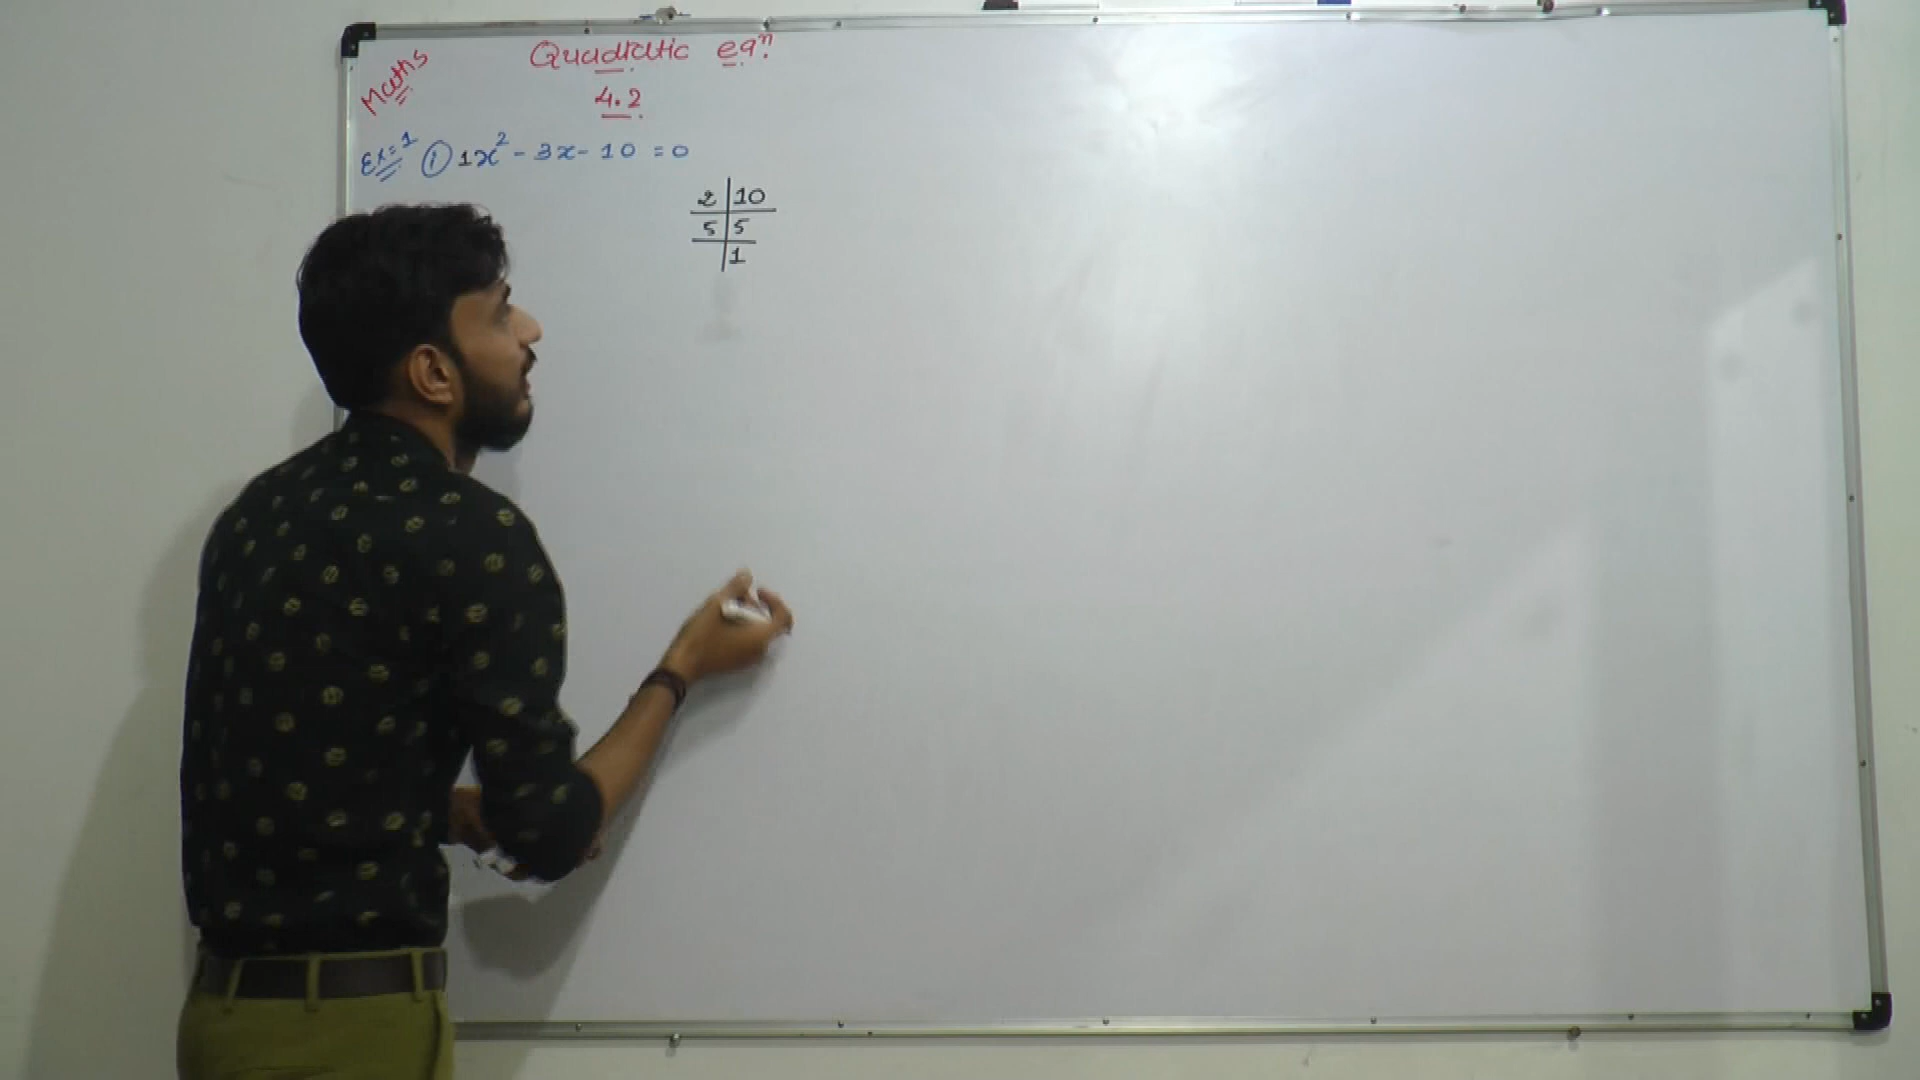 Maths
Quadratic eqn.
4.2
Ex=1 ① 1x² - 3x - 10 = 0
2 | 10
5 | 5
| 1